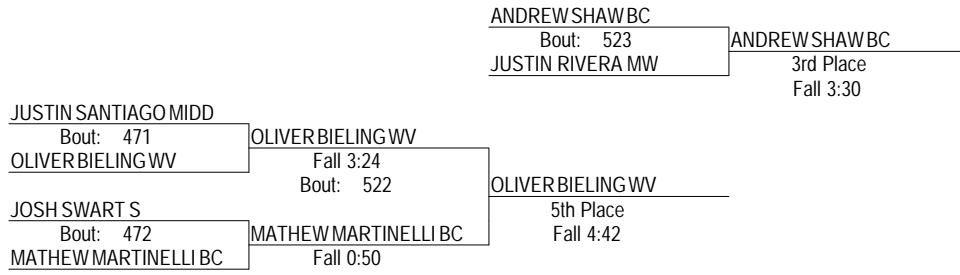 ANDREW SHAW BC
Bout: 523
ANDREW SHAW BC
JUSTIN RIVERA MW
3rd Place
Fall 3:30
JUSTIN SANTIAGO MIDD
Bout: 471
OLIVER BIELING WV
OLIVER BIELING WV
Fall 3:24
Bout: 522
OLIVER BIELING WV
JOSH SWART S
5th Place
Bout: 472
MATHEW MARTINELLI BC
Fall 4:42
MATHEW MARTINELLI BC
Fall 0:50